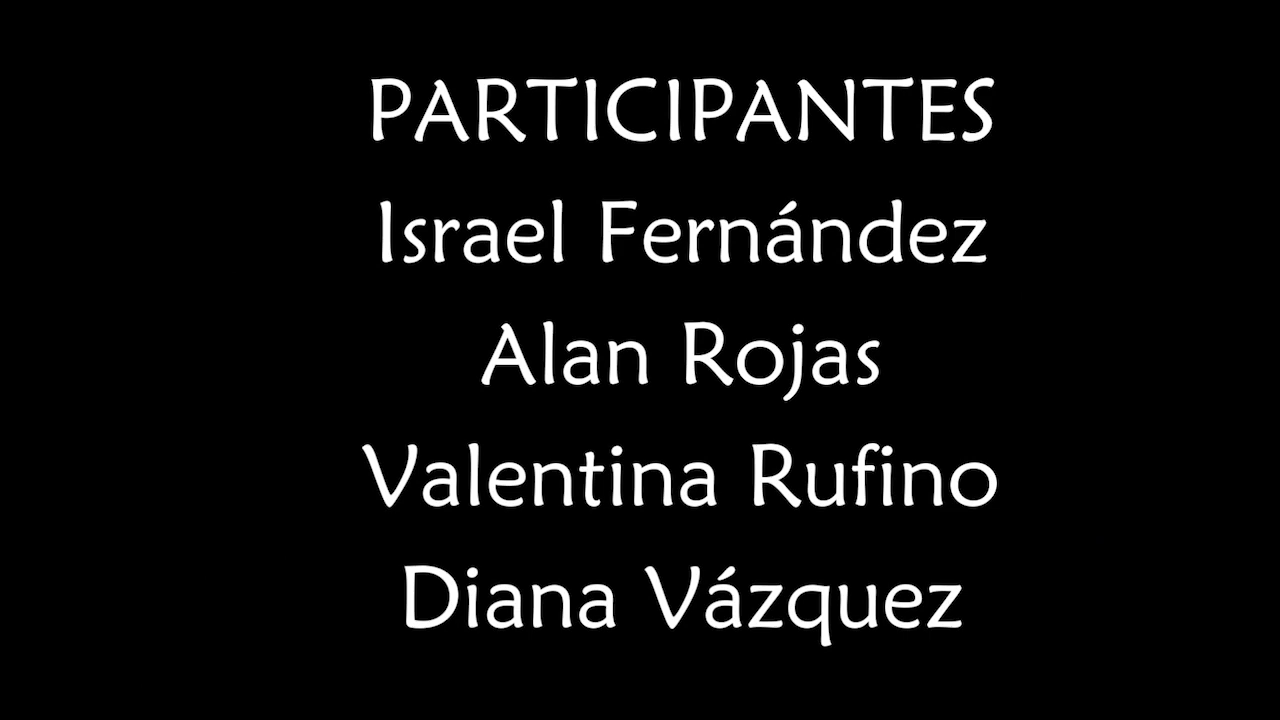 PARTICIPANTES
Israel Fernández
Alan Rojas
Valentina Rufino
Diana Vázquez